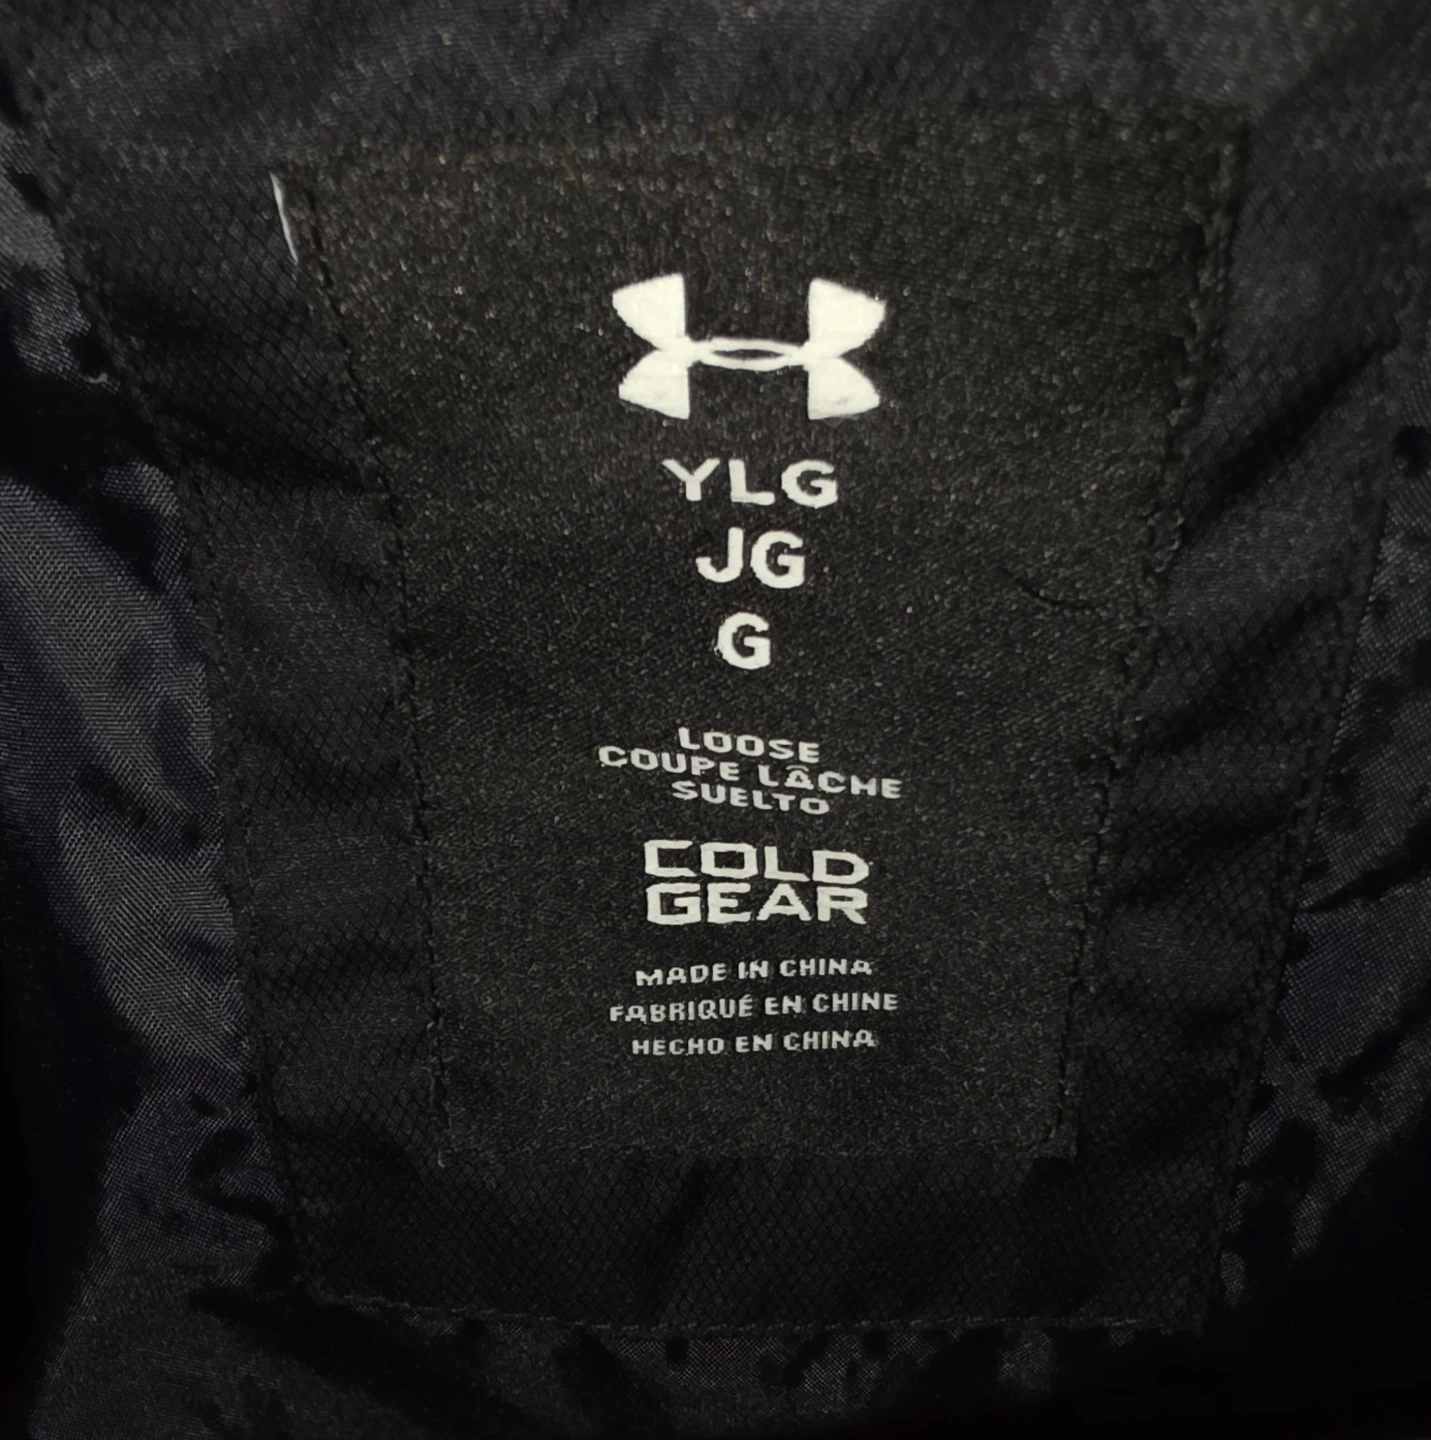 YLG
JG
G
LOOSE
COUPE LÂCHE
SUELTO
COLD
GEAR
MADE IN CHINA
FABRIQUÉ EN CHINE
HECHO EN CHINA